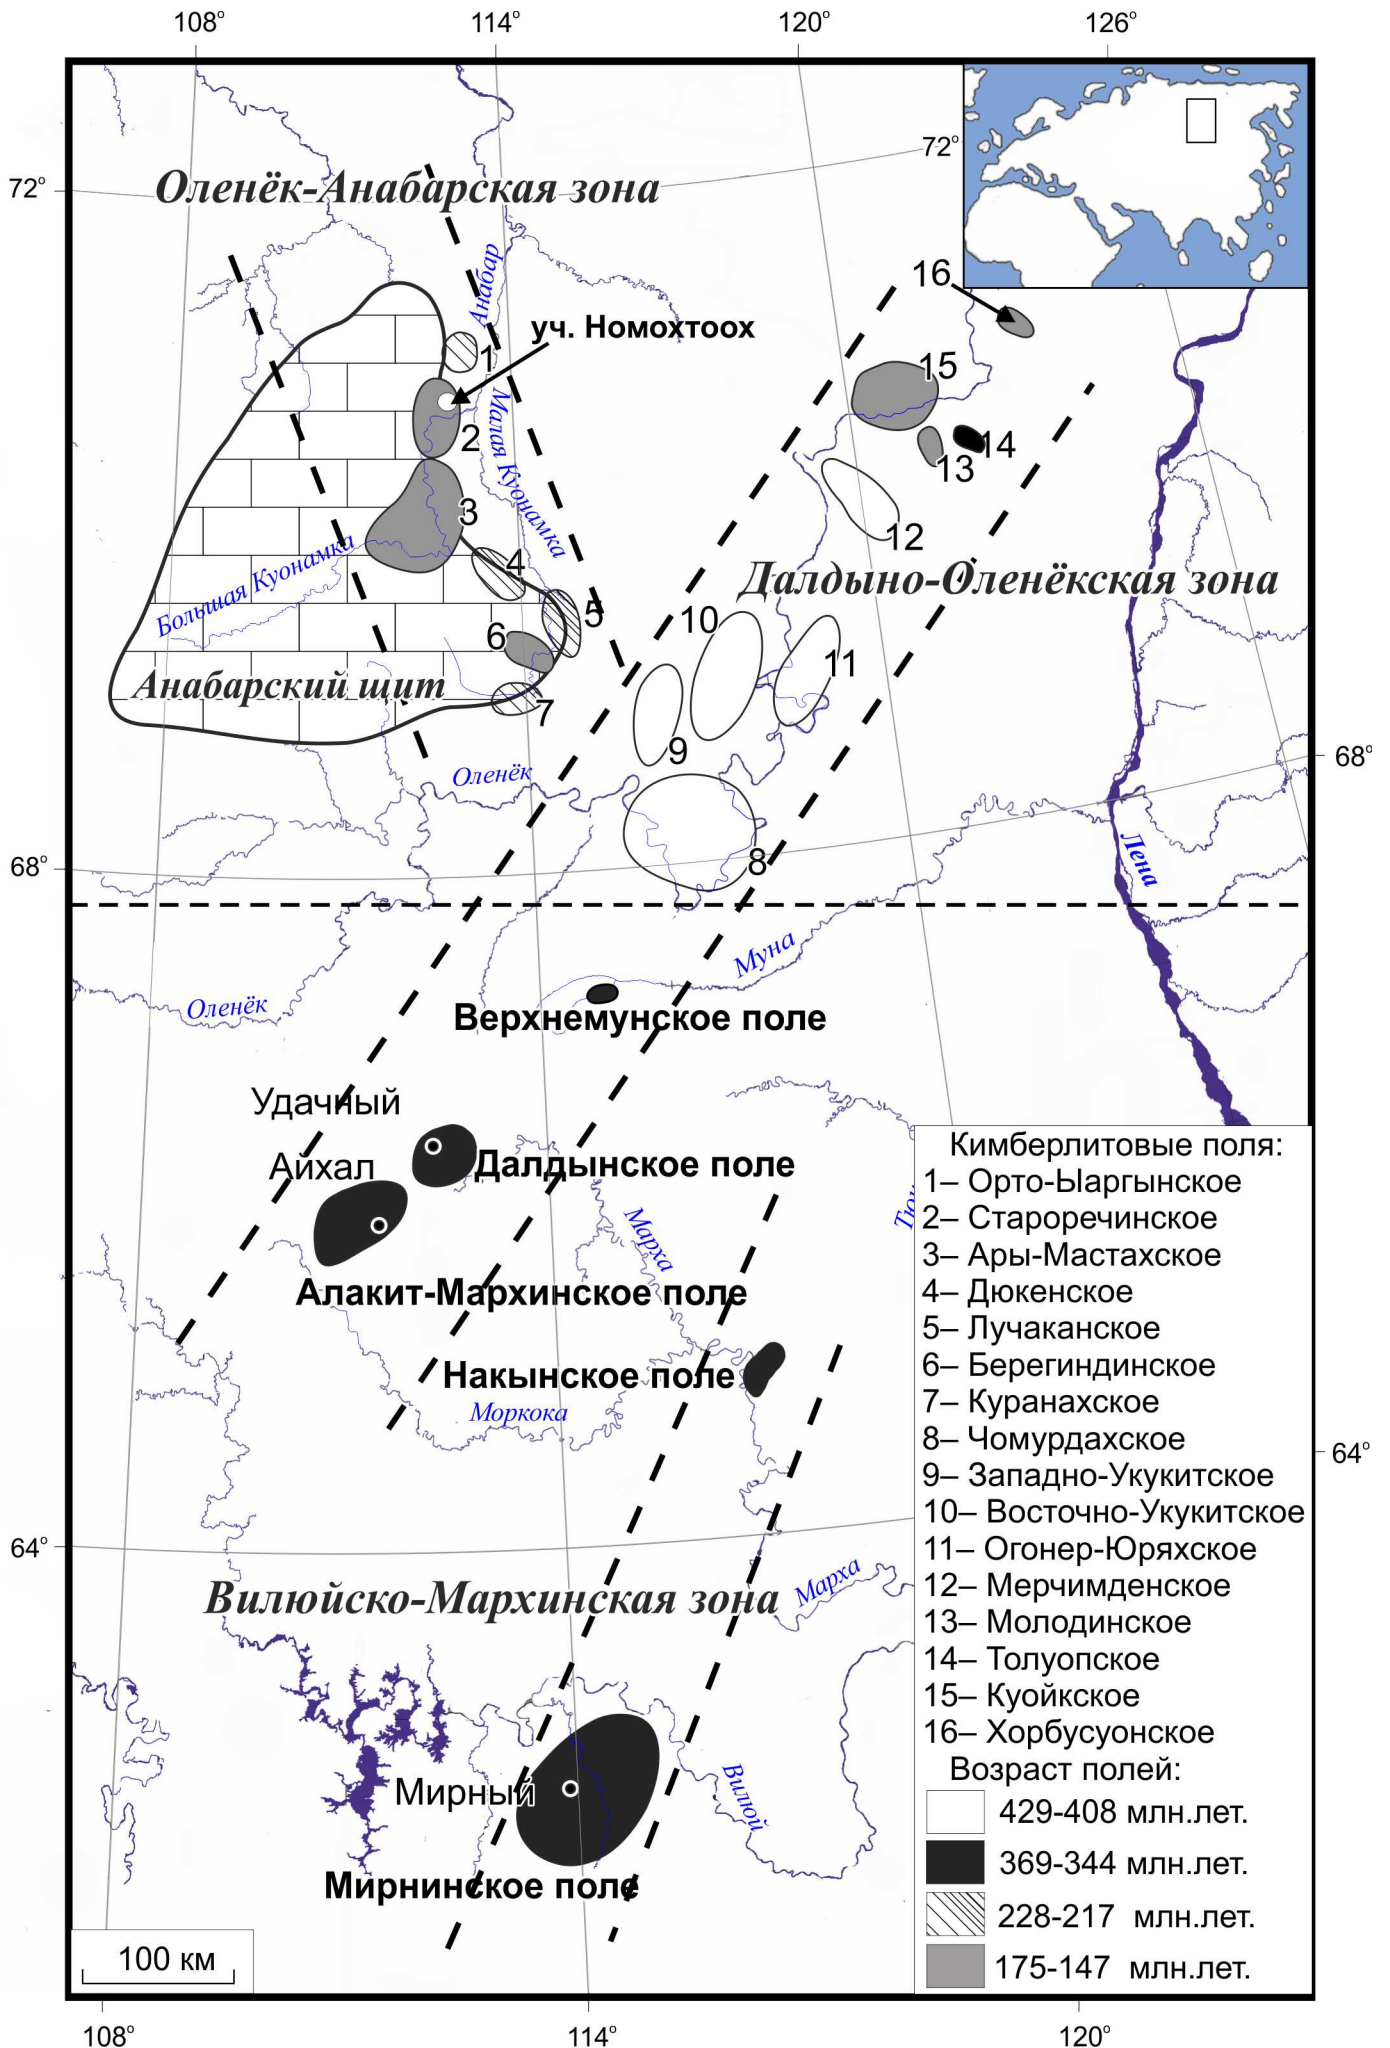 108°
114°
120°
126°
72°
72°
Оленёк-Анабарская зона
Анабар
16
уч. Номохтоох
1
15
2
14
13
Малая Куонамка
3
12
Большая Куонамка
4
Далдыно-Оленёкская зона
5
10
6
11
Анабарский щит
7
9
68°
Оленёк
8
68°
Лена
Муна
Оленёк
Верхнемунское поле
Удачный
Айхал
Далдынское поле
Марха
Алакит-Мархинское поле
Накынское поле
Моркока
64°
64°
Вилюйско-Мархинская зона
Марха
Мирный
Вилюй
Мирнинское поле
100 км
Кимберлитовые поля:
1– Орто-Ыаргынское
2– Староречинское
3– Ары-Мастахское
4– Дюкенское
5– Лучаканское
6– Берегиндинское
7– Куранахское
8– Чомурдахское
9– Западно-Укукитское
10– Восточно-Укукитское
11– Огонер-Юряхское
12– Мерчимденское
13– Молодинское
14– Толуопское
15– Куойкское
16– Хорбусуонское
Возраст полей:
429-408 млн.лет.
369-344 млн.лет.
228-217 млн.лет.
175-147 млн.лет.
108°
114°
120°